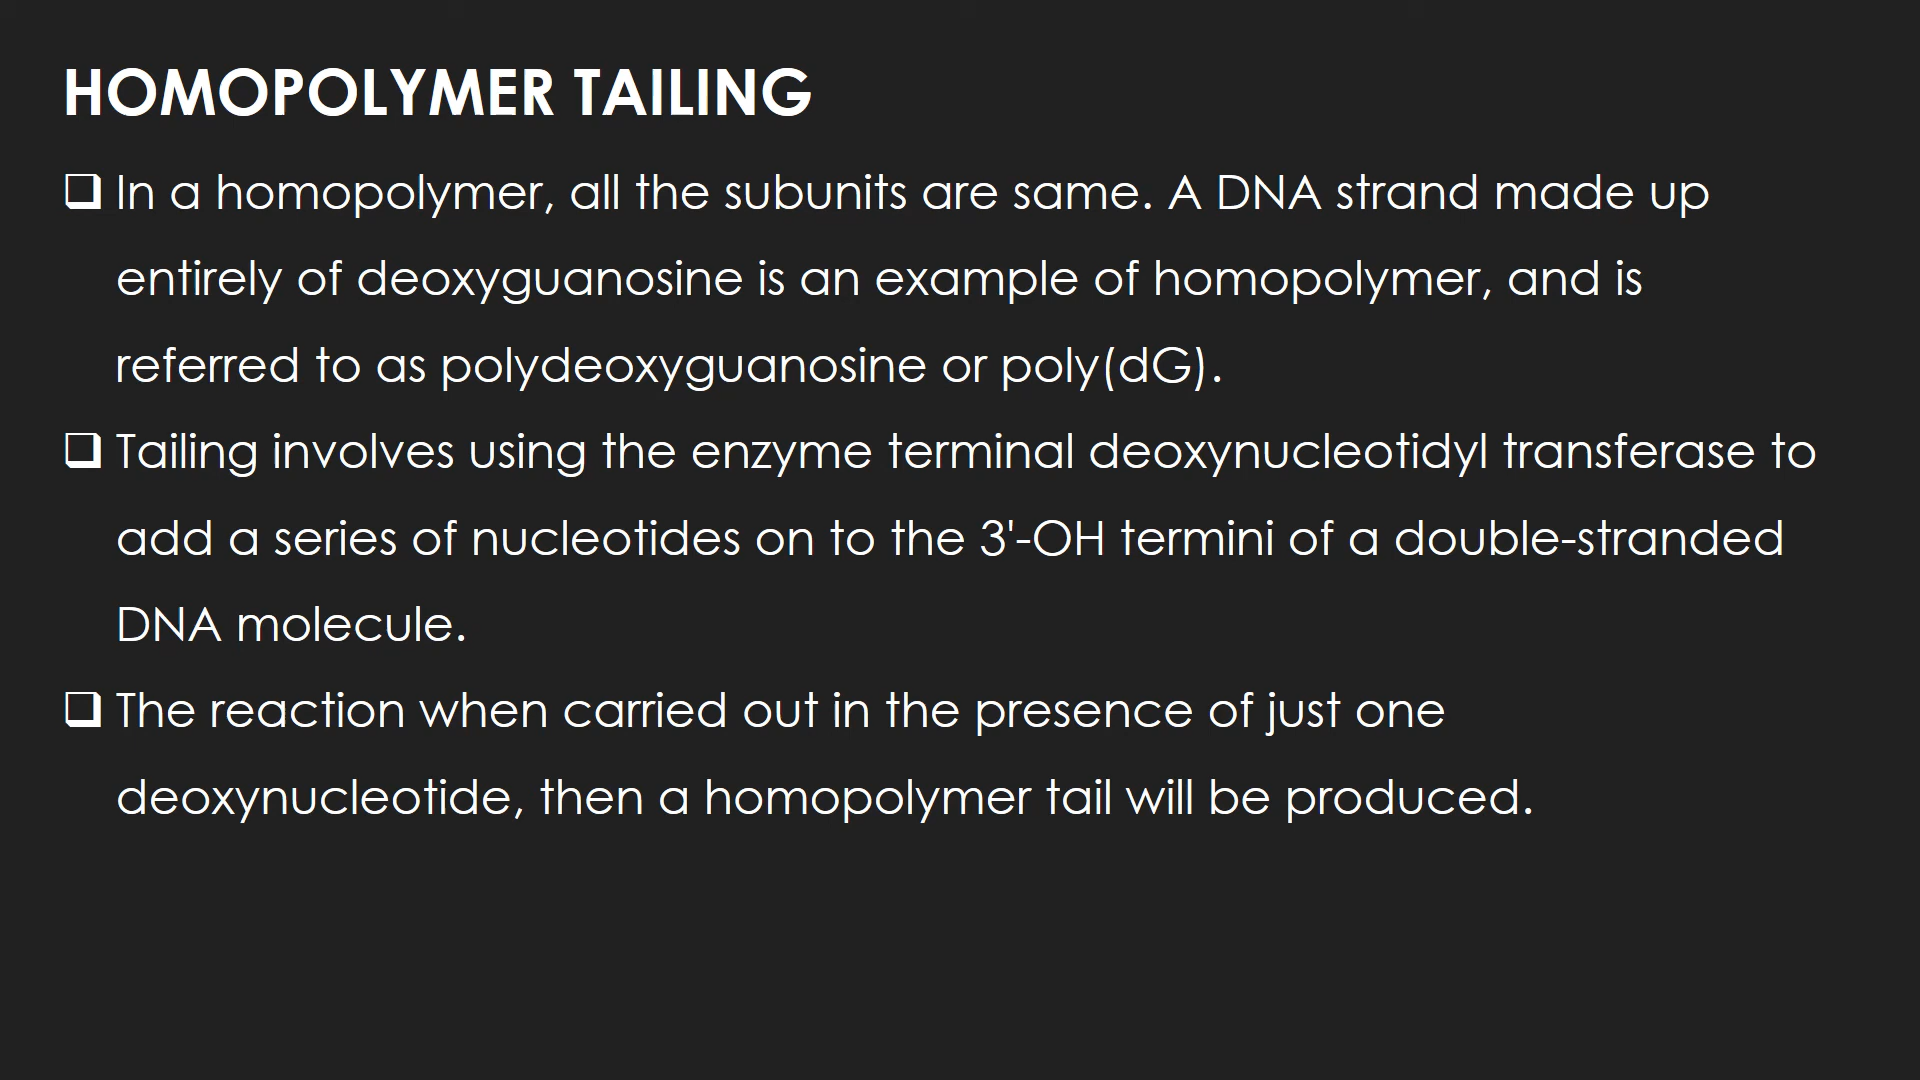 HOMOPOLYMER TAILING
❑ In a homopolymer, all the subunits are same. A DNA strand made up
entirely of deoxyguanosine is an example of homopolymer, and is
referred to as polydeoxyguanosine or poly(dG).
❑ Tailing involves using the enzyme terminal deoxynucleotidyl transferase to
add a series of nucleotides on to the 3'-OH termini of a double-stranded
DNA molecule.
❑ The reaction when carried out in the presence of just one
deoxynucleotide, then a homopolymer tail will be produced.